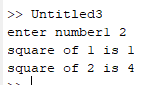 >> Untitled3
enter number1 2
square of 1 is 1
square of 2 is 4
>>